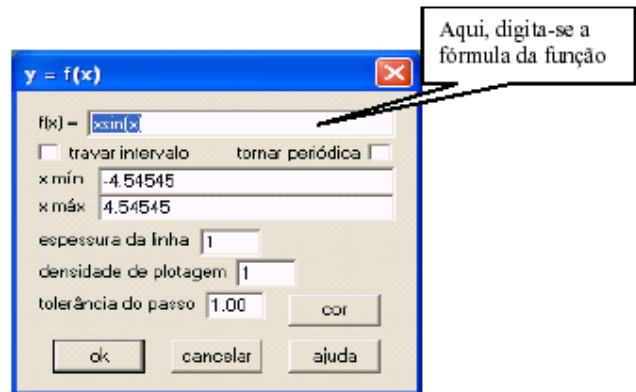 Aqui, digita-se a
fórmula da função
y = f(x)
f(x) = xsin(x)
travar intervalo tornar periódica
x mín -4.54545
x máx 4.54545
espessura da linha 1
densidade de plotagem 1
tolerância do passo 1.00 cor
ok cancelar ajuda